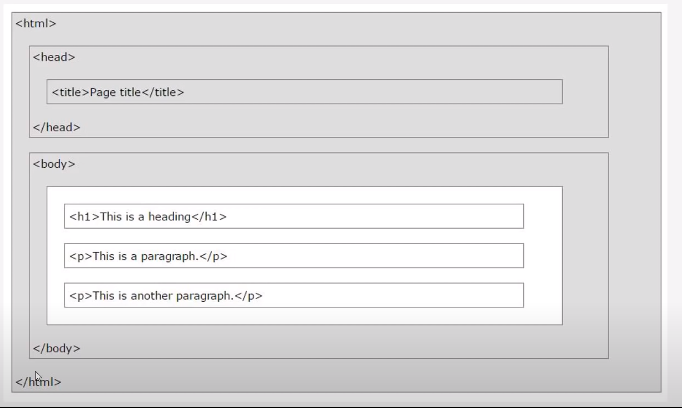 <html>
<head>
<title>Page title</title>
</head>
<body>
<h1>This is a heading</h1>
<p>This is a paragraph.</p>
<p>This is another paragraph.</p>
</body>
</html>